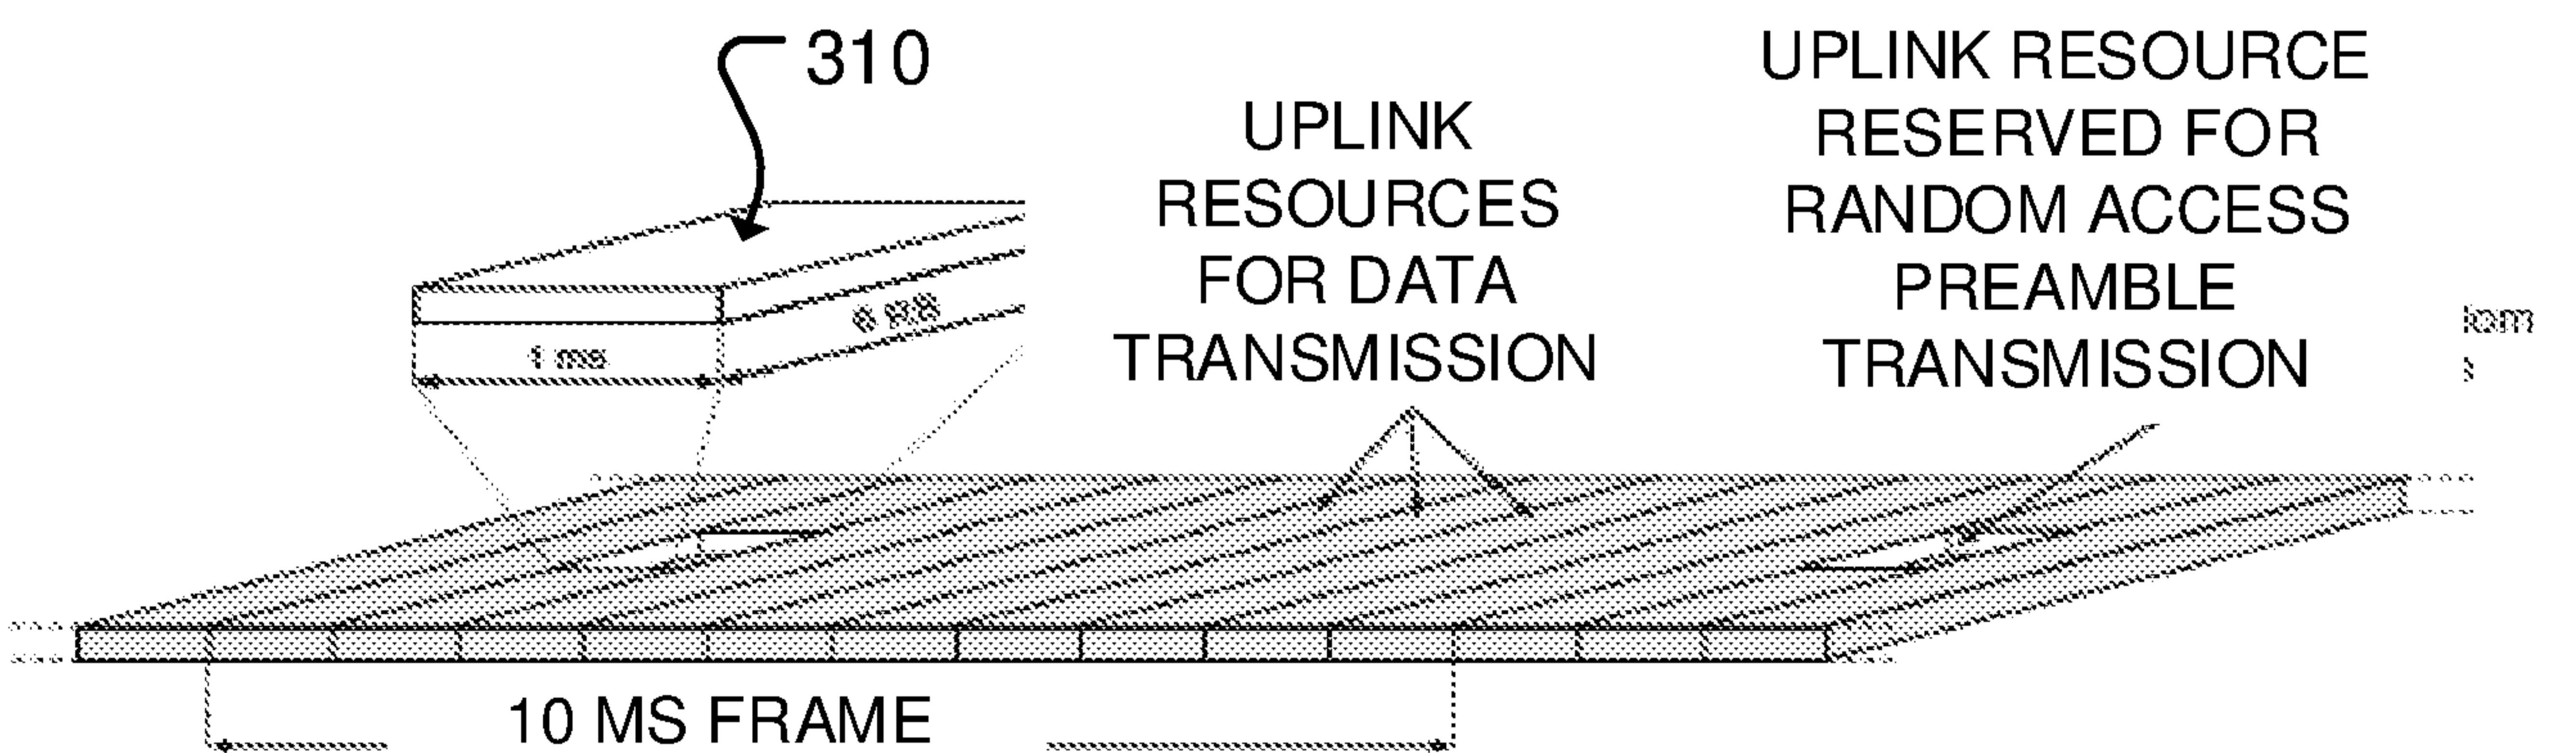 310
UPLINK
RESOURCES
FOR DATA
TRANSMISSION
UPLINK RESOURCE
RESERVED FOR
RANDOM ACCESS
PREAMBLE
TRANSMISSION
1 ms
10 MS FRAME